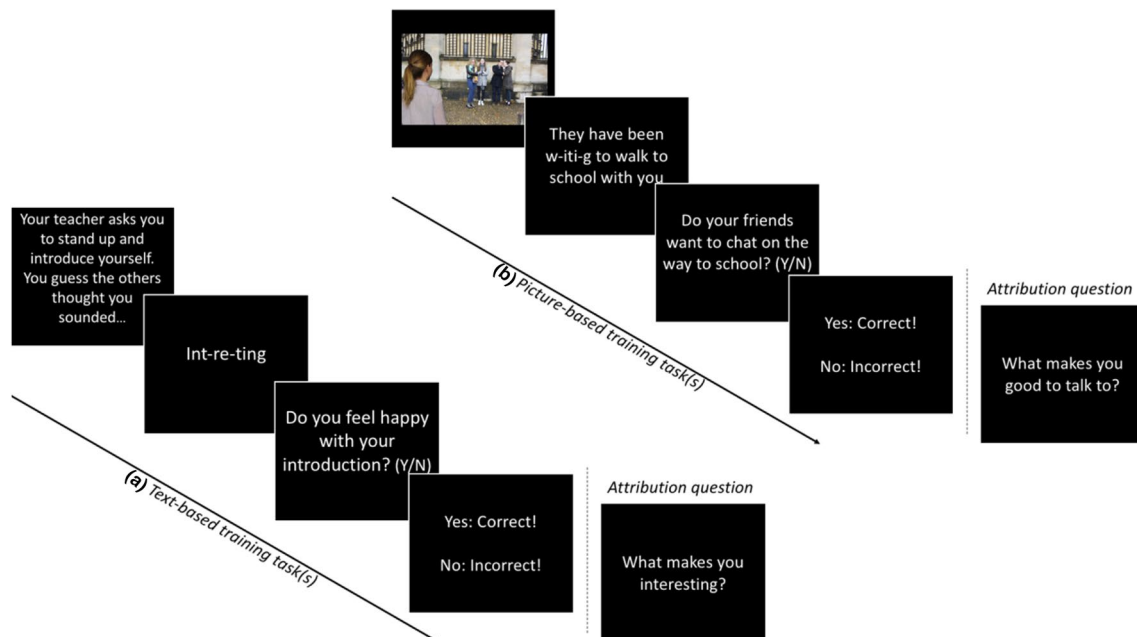 Your teacher asks you
to stand up and
introduce yourself.
You guess the others
thought you
sounded…
Int-re-ting
Do you feel happy
with your
introduction? (Y/N)
Yes: Correct!
No: Incorrect!
Attribution question
What makes you
interesting?
(a) Text-based training task(s)
They have been
w-iti-g to walk to
school with you
Do your friends
want to chat on the
way to school? (Y/N)
Yes: Correct!
No: Incorrect!
Attribution question
What makes you
good to talk to?
(b) Picture-based training task(s)